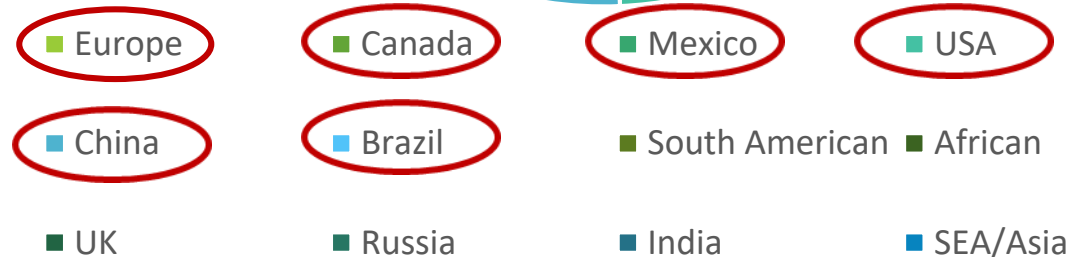 Europe Canada Mexico USA
China Brazil South American African
UK Russia India SEA/Asia